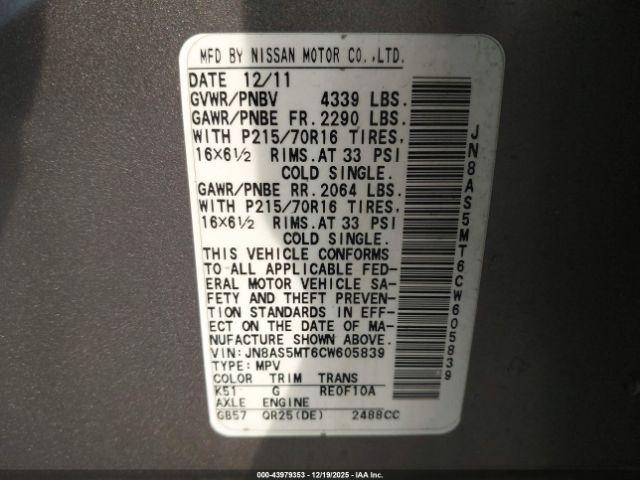 MFD BY NISSAN MOTOR CO.,LTD.
DATE 12/11
GVWR/PNBV 4339 LBS.
GAWR/PNBE FR. 2290 LBS.
WITH P215/70R16 TIRES,
16×6½ RIMS.AT 33 PSI
COLD SINGLE.
GAWR/PNBE RR. 2064 LBS.
WITH P215/70R16 TIRES,
16×6½ RIMS.AT 33 PSI
COLD SINGLE.
THIS VEHICLE CONFORMS
TO ALL APPLICABLE FED-
ERAL MOTOR VEHICLE SA-
FETY AND THEFT PREVEN-
TION STANDARDS IN EFF-
ECT ON THE DATE OF MA-
NUFACTURE SHOWN ABOVE.
VIN: JN8AS5MT6CW605839
TYPE: MPV
COLOR TRIM TRANS
K51 G RE0F10A
AXLE ENGINE
GB57 QR25(DE) 2488CC
JN8AS5MT6CW605839
000-43979353 - 12/19/2025 - IAA Inc.